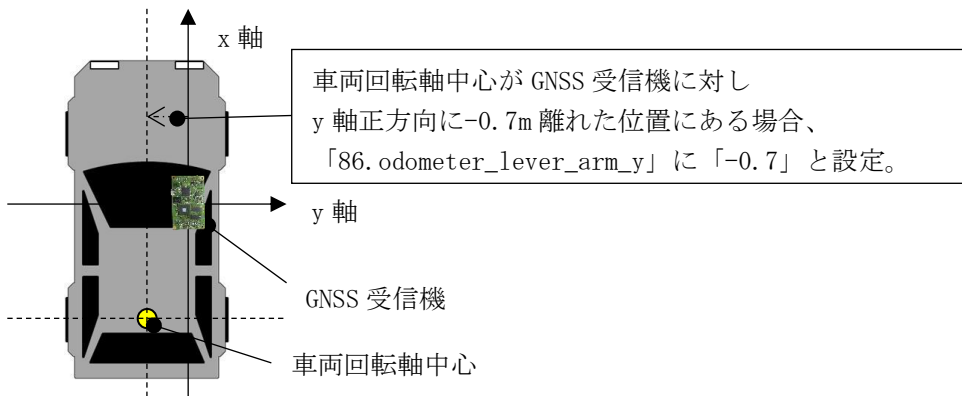 x 軸
車両回転軸中心が GNSS 受信機に対し
y 軸正方向に-0.7m 離れた位置にある場合、
「86.odometer_lever_arm_y」に「-0.7」と設定。
y 軸
GNSS 受信機
車両回転軸中心